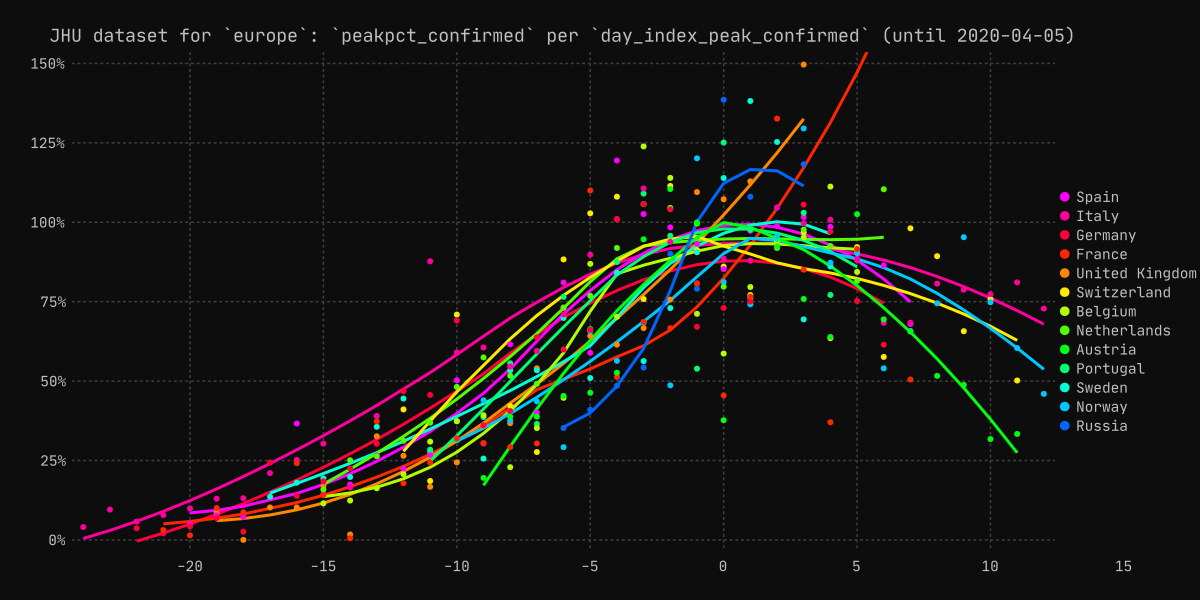 JHU dataset for `europe`: `peakpct_confirmed` per `day_index_peak_confirmed` (until 2020-04-05)
150%
125%
100%
75%
50%
25%
0%
-20 -15 -10 -5 0 5 10 15
Spain
Italy
Germany
France
United Kingdom
Switzerland
Belgium
Netherlands
Austria
Portugal
Sweden
Norway
Russia